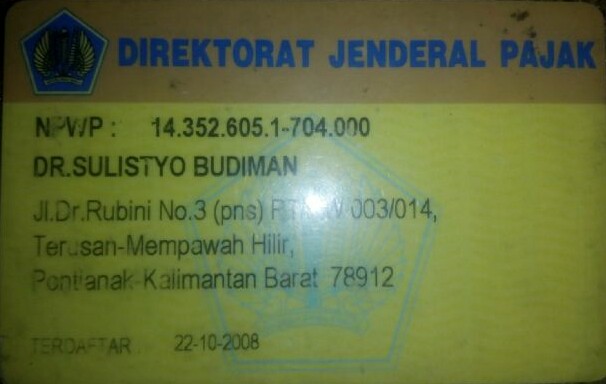 DIREKTORAT JENDERAL PAJAK
NPWP : 14.352.605.1-704.000
DR.SULISTYO BUDIMAN
Jl.Dr.Rubini No.3 (pns) RT/RW 003/014,
Terusan-Mempawah Hilir,
Pontianak-Kalimantan Barat 78912
TERDAFTAR : 22-10-2008